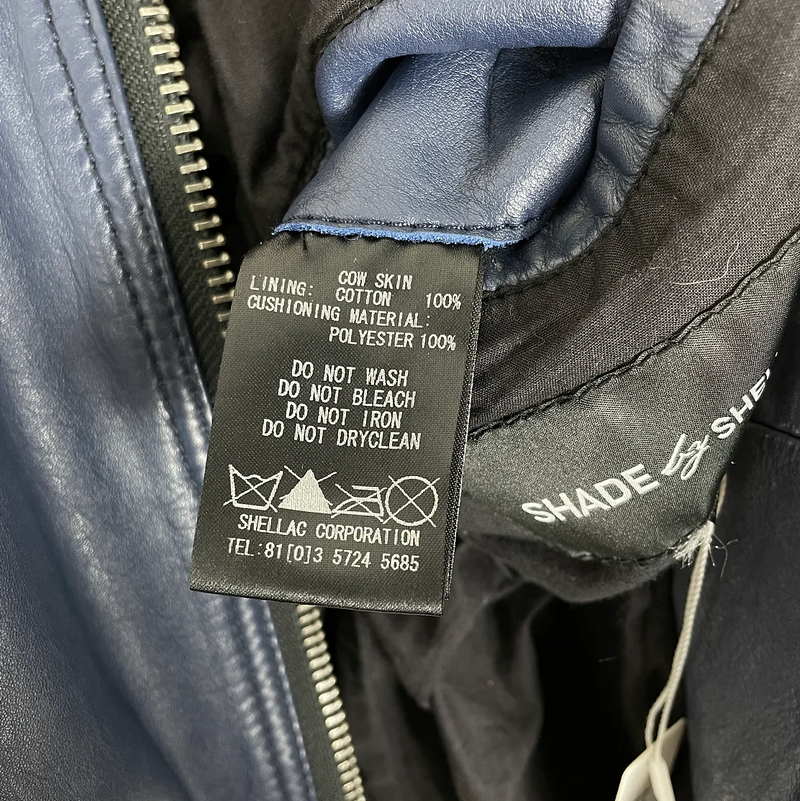 COW SKIN
LINING: COTTON 100%
CUSHIONING MATERIAL:
POLYESTER 100%
DO NOT WASH
DO NOT BLEACH
DO NOT IRON
DO NOT DRYCLEAN
SHELLAC CORPORATION
TEL:81[0]3 5724 5685
SHADE by